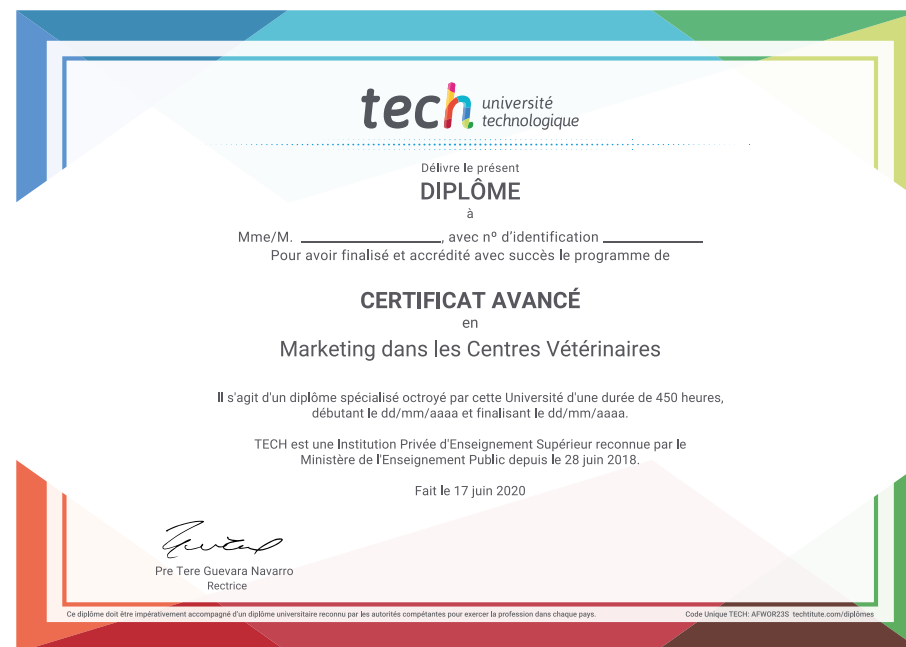 tech université
technologique
Délivre le présent
DIPLÔME
à
Mme/M. ____________________, avec nº d'identification ______________
Pour avoir finalisé et accrédité avec succès le programme de
CERTIFICAT AVANCÉ
en
Marketing dans les Centres Vétérinaires
Il s'agit d'un diplôme spécialisé octroyé par cette Université d'une durée de 450 heures,
débutant le dd/mm/aaaa et finalisant le dd/mm/aaaa.
TECH est une Institution Privée d'Enseignement Supérieur reconnue par le
Ministère de l'Enseignement Public depuis le 28 juin 2018.
Fait le 17 juin 2020
Pre Tere Guevara Navarro
Rectrice
Ce diplôme doit être impérativement accompagné d'un diplôme universitaire reconnu par les autorités compétentes pour exercer la profession dans chaque pays.
Code Unique TECH: AFWOR23S techtitute.com/diplômes